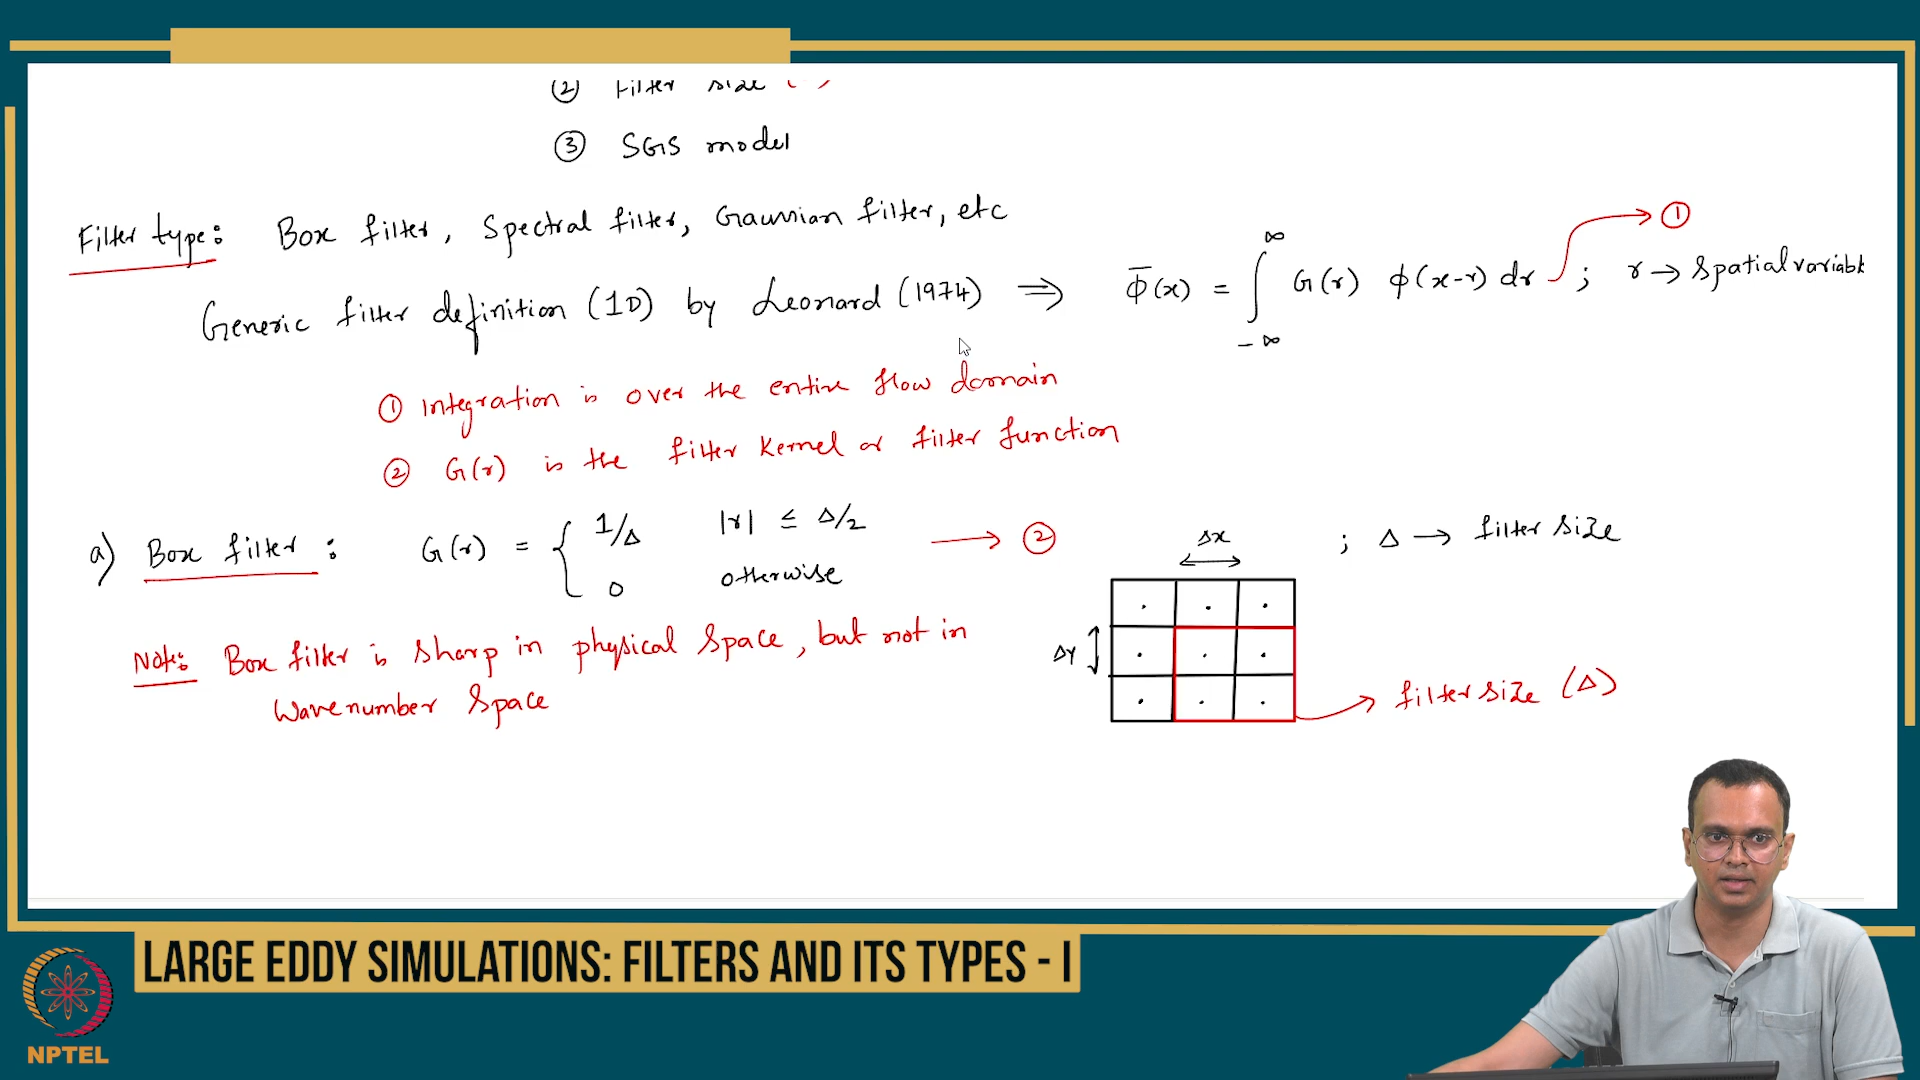 ② Filter size
③ SGS model
Filter type: Box filter, Spectral filter, Gaussian filter, etc
Generic filter definition (1D) by Leonard (1974) ⇒ Φ̅(x) = ∫_{-∞}^{∞} G(r) ϕ(x-r) dr → ① ; r → spatial variable
① Integration is over the entire flow domain
② G(r) is the filter kernel or filter function
a) Box filter : G(r) = { 1/Δ |r| ≤ Δ/2 → ② ; Δ → filter size
0 otherwise
Δx
Δy
Note: Box filter is sharp in physical space, but not in
wavenumber space
→ filter size (Δ)
LARGE EDDY SIMULATIONS: FILTERS AND ITS TYPES - I
NPTEL